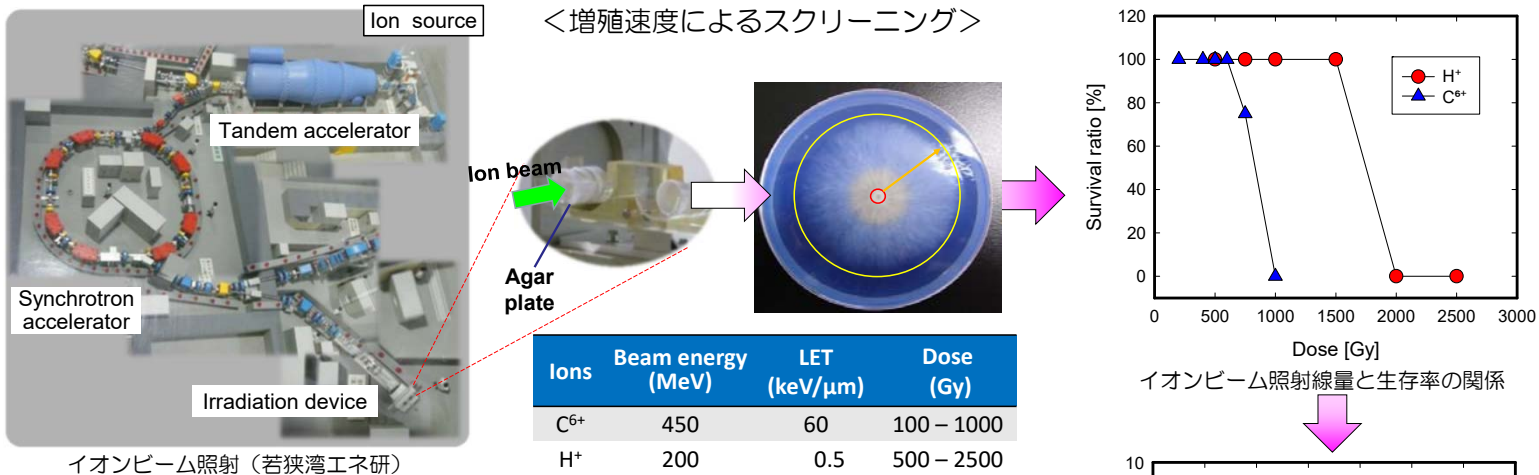 Ion source
Tandem accelerator
Synchrotron
accelerator
Irradiation device
イオンビーム照射（若狭湾エネ研）
＜増殖速度によるスクリーニング＞
Ion beam
Agar
plate
Ions Beam energy (MeV) LET (keV/μm) Dose (Gy)
C⁶⁺ 450 60 100 – 1000
H⁺ 200 0.5 500 – 2500
120
100
80
60
40
20
0
Survival ratio [%]
H⁺
C⁶⁺
0 500 1000 1500 2000 2500 3000
Dose [Gy]
イオンビーム照射線量と生存率の関係
10